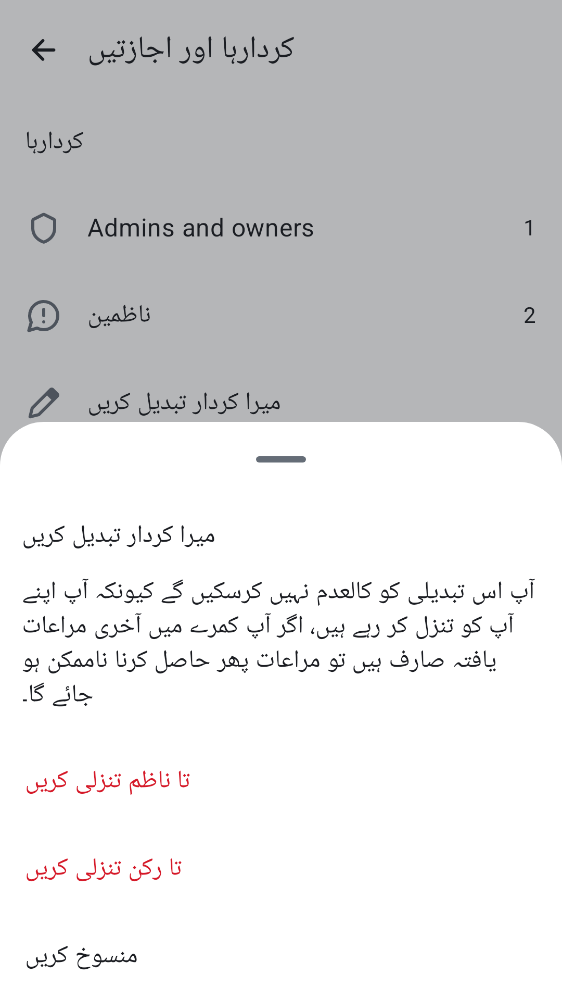 کردارہا اور اجازتیں
کردارہا
Admins and owners 1
ناظمین 2
میرا کردار تبدیل کریں
میرا کردار تبدیل کریں
آپ اس تبدیلی کو کالعدم نہیں کرسکیں گے کیونکہ آپ اپنے
آپ کو تنزل کر رہے ہیں، اگر آپ کمرے میں آخری مراعات
یافتہ صارف ہیں تو مراعات پھر حاصل کرنا ناممکن ہو
جائے گا۔
تا ناظم تنزلی کریں
تا رکن تنزلی کریں
منسوخ کریں